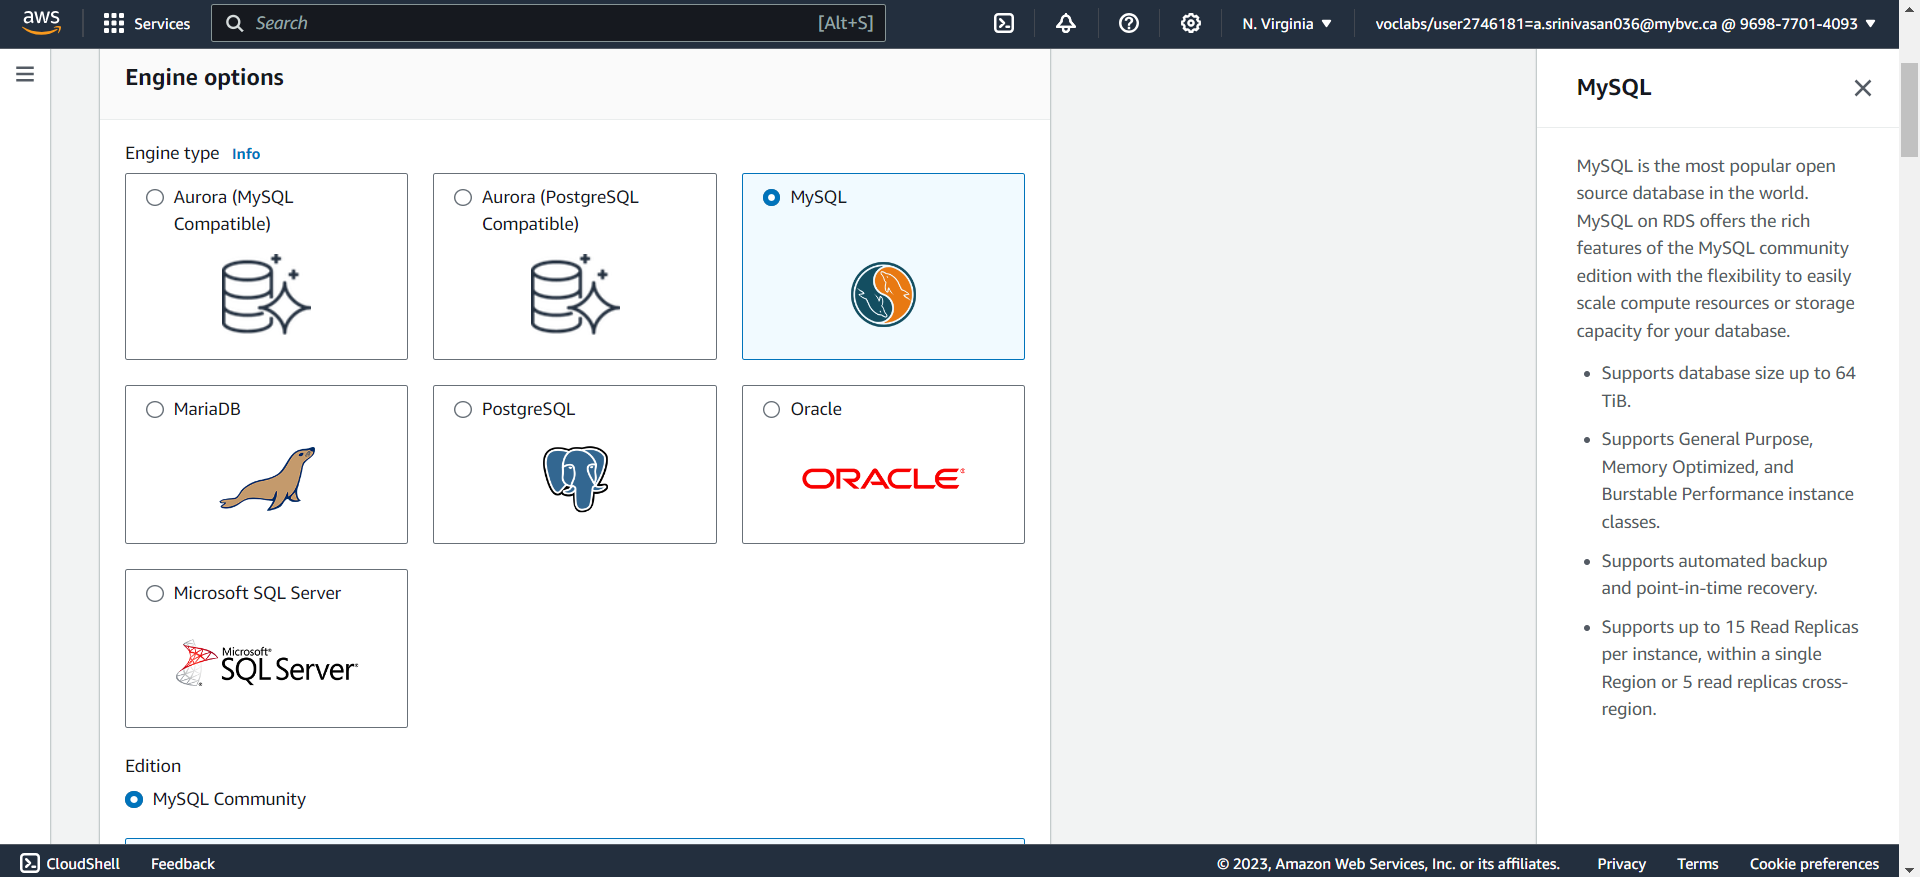 aws
Services
Search
[Alt+S]
N. Virginia
voclabs/user2746181=a.srinivasan036@mybvc.ca @ 9698-7701-4093
Engine options
Engine type Info
Aurora (MySQL
Compatible)
Aurora (PostgreSQL
Compatible)
MySQL
MariaDB
PostgreSQL
Oracle
ORACLE®
Microsoft SQL Server
Microsoft®
SQL Server®
Edition
MySQL Community
MySQL
MySQL is the most popular open
source database in the world.
MySQL on RDS offers the rich
features of the MySQL community
edition with the flexibility to easily
scale compute resources or storage
capacity for your database.
• Supports database size up to 64
TiB.
• Supports General Purpose,
Memory Optimized, and
Burstable Performance instance
classes.
• Supports automated backup
and point-in-time recovery.
• Supports up to 15 Read Replicas
per instance, within a single
Region or 5 read replicas cross-
region.
CloudShell
Feedback
© 2023, Amazon Web Services, Inc. or its affiliates.
Privacy
Terms
Cookie preferences